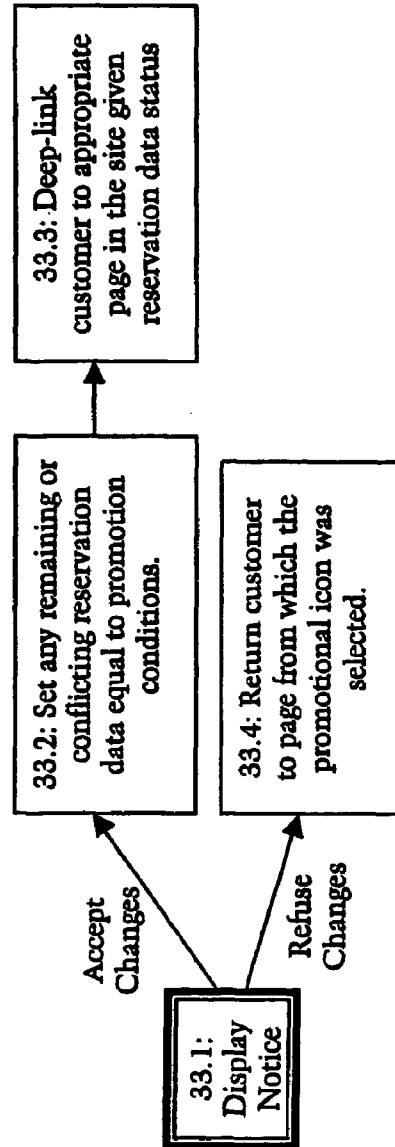 33.1:
Display
Notice
Accept
Changes
Refuse
Changes
33.2: Set any remaining or
conflicting reservation
data equal to promotion
conditions.
33.4: Return customer
to page from which the
promotional icon was
selected.
33.3: Deep-link
customer to appropriate
page in the site given
reservation data status